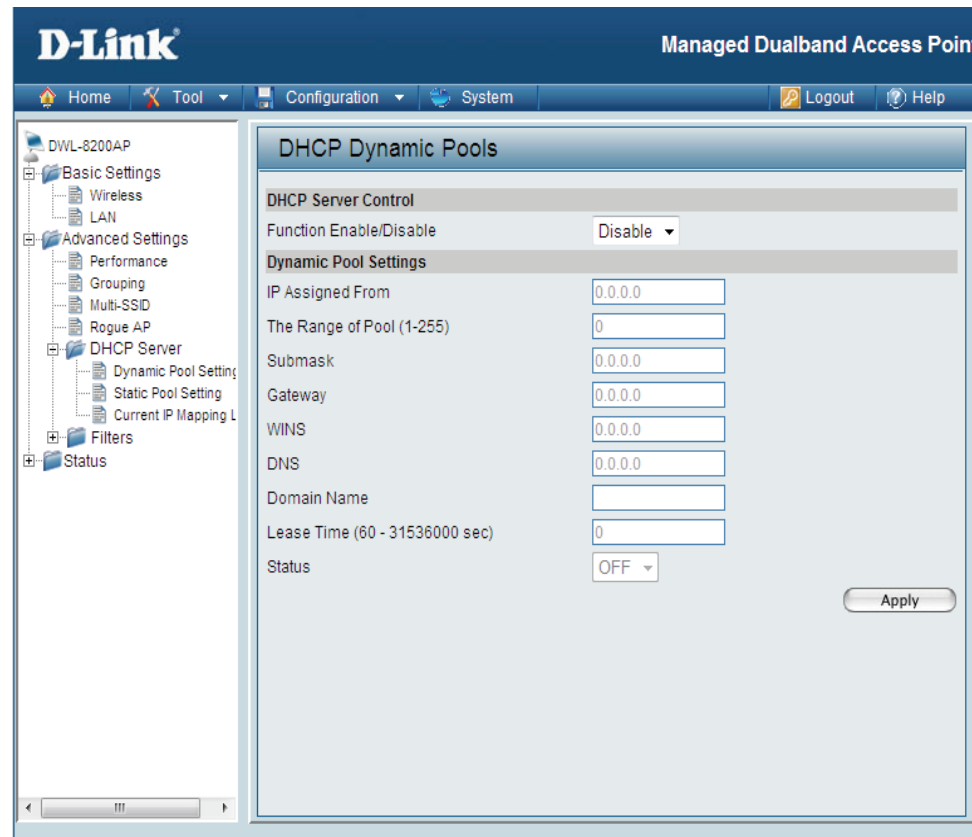 D-Link
Managed Dualband Access Poin
Home Tool Configuration System Logout Help
DWL-8200AP
Basic Settings
Wireless
LAN
Advanced Settings
Performance
Grouping
Multi-SSID
Rogue AP
DHCP Server
Dynamic Pool Setting
Static Pool Setting
Current IP Mapping L
Filters
Status
DHCP Dynamic Pools
DHCP Server Control
Function Enable/Disable Disable
Dynamic Pool Settings
IP Assigned From 0.0.0.0
The Range of Pool (1-255) 0
Submask 0.0.0.0
Gateway 0.0.0.0
WINS 0.0.0.0
DNS 0.0.0.0
Domain Name
Lease Time (60 - 31536000 sec) 0
Status OFF
Apply